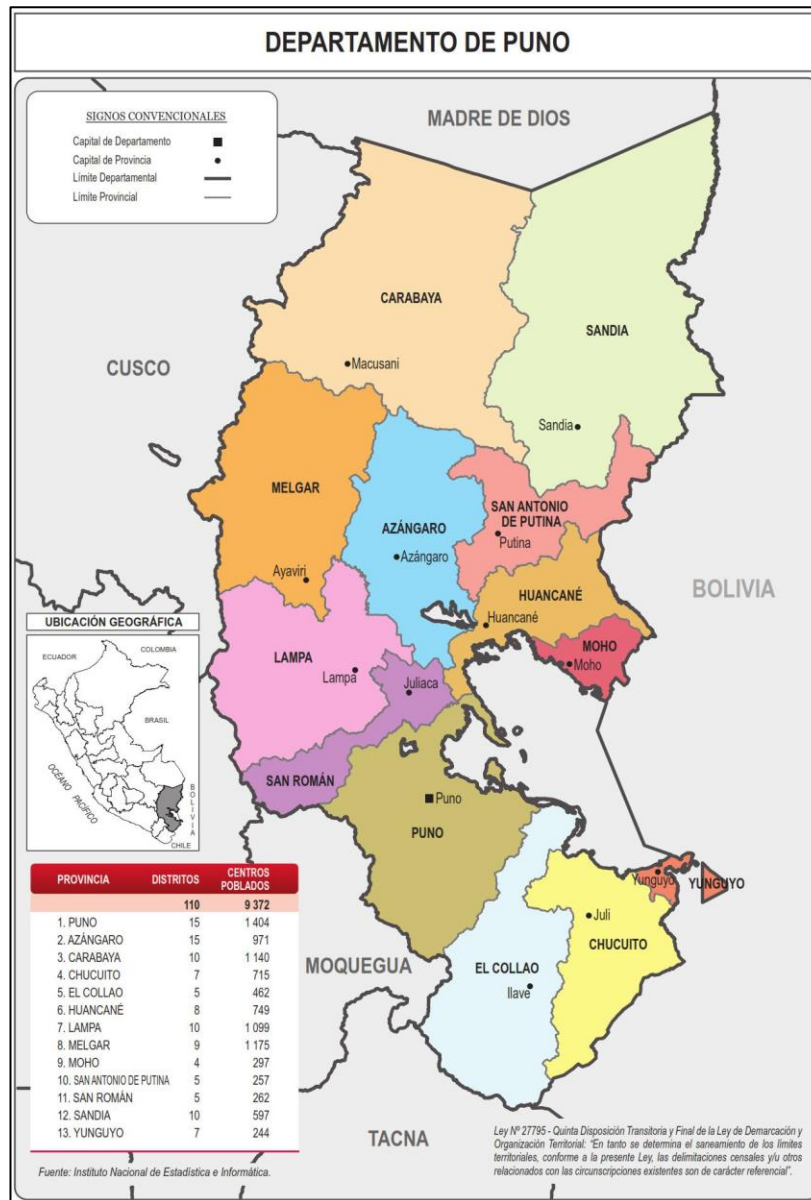 DEPARTAMENTO DE PUNO
SIGNOS CONVENCIONALES
Capital de Departamento
Capital de Provincia
Límite Departamental
Límite Provincial
MADRE DE DIOS
CARABAYA
SANDIA
CUSCO
Macusani
Sandia
MELGAR
SAN ANTONIO
DE PUTINA
AZÁNGARO
Putina
Azángaro
Ayaviri
HUANCANÉ
BOLIVIA
Huancané
MOHO
Moho
LAMPA
Lampa
Juliaca
SAN ROMÁN
Puno
PUNO
Yunguyo
YUNGUYO
Juli
CHUCUITO
EL COLLAO
Ilave
MOQUEGUA
TACNA
UBICACIÓN GEOGRÁFICA
ECUADOR
COLOMBIA
BRASIL
OCÉANO PACÍFICO
BOLIVIA
CHILE
PROVINCIA DISTRITOS CENTROS
POBLADOS
110 9 372
1. PUNO 15 1 404
2. AZÁNGARO 15 971
3. CARABAYA 10 1 140
4. CHUCUITO 7 715
5. EL COLLAO 5 462
6. HUANCANÉ 8 749
7. LAMPA 10 1 099
8. MELGAR 9 1 175
9. MOHO 4 297
10. SAN ANTONIO DE PUTINA 5 257
11. SAN ROMÁN 5 262
12. SANDIA 10 597
13. YUNGUYO 7 244
Fuente: Instituto Nacional de Estadística e Informática.
Ley Nº 27795 - Quinta Disposición Transitoria y Final de la Ley de Demarcación y
Organización Territorial: "En tanto se determina el saneamiento de los límites
territoriales, conforme a la presente Ley, las delimitaciones censales y/u otros
relacionados con las circunscripciones existentes son de carácter referencial".